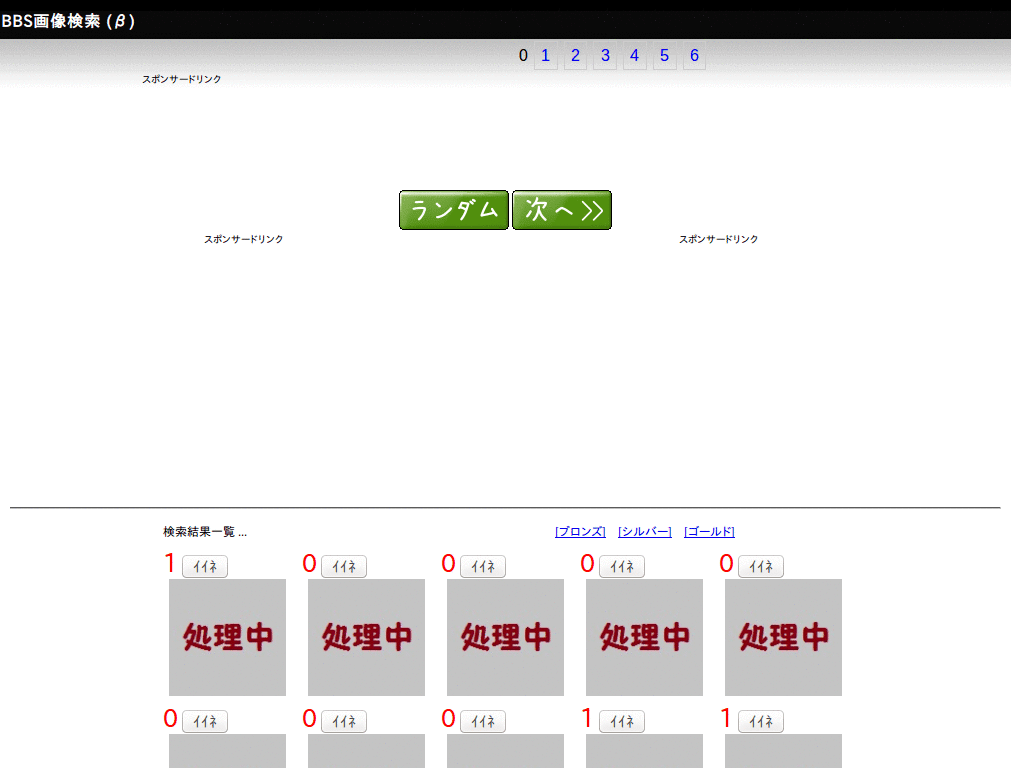 BBS画像検索 (β)
0 1 2 3 4 5 6
スポンサードリンク
ランダム 次へ>>
スポンサードリンク スポンサードリンク
検索結果一覧 ... [ブロンズ] [シルバー] [ゴールド]
1 イイネ 0 イイネ 0 イイネ 0 イイネ 0 イイネ
処理中 処理中 処理中 処理中 処理中
0 イイネ 0 イイネ 0 イイネ 1 イイネ 1 イイネ